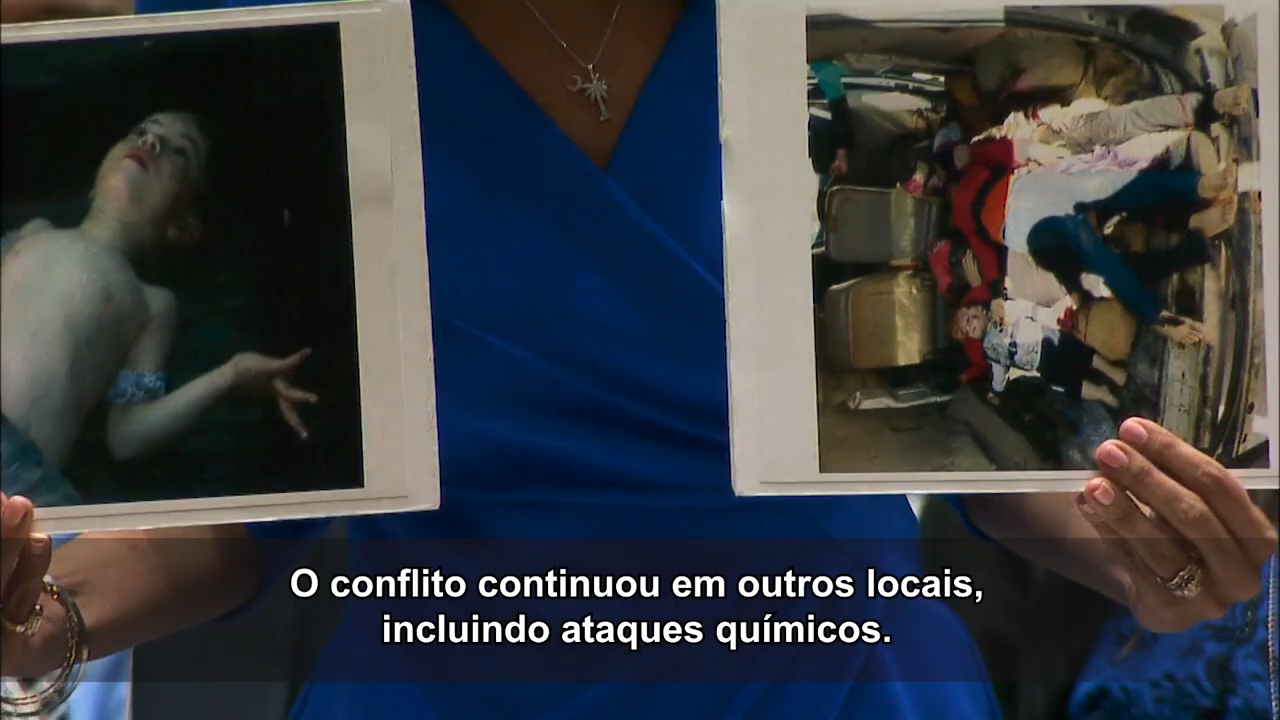 O conflito continuou em outros locais,
incluindo ataques químicos.